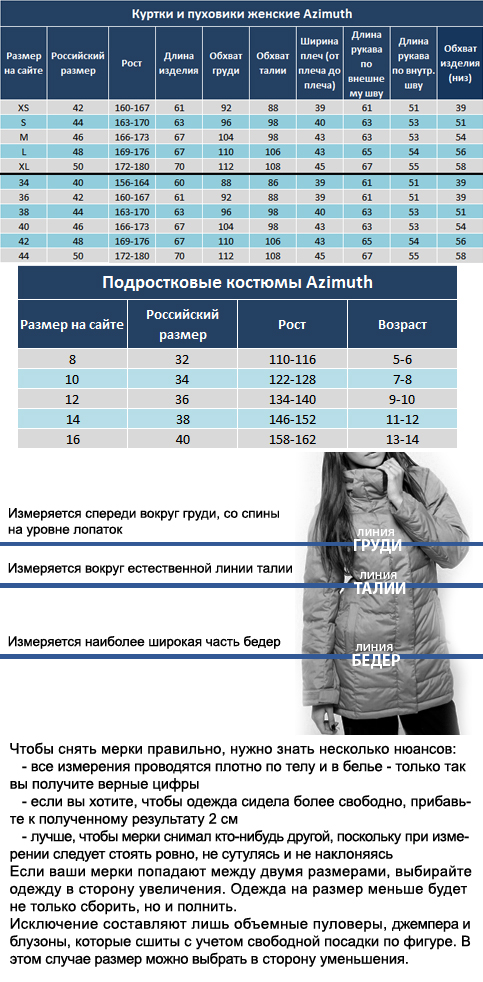 Куртки и пуховики женские Azimuth
Размер на сайте Российский размер Рост Длина изделия Обхват груди Обхват талии Ширина плеч (от плеча до плеча) Длина рукава по внешне му шву Длина рукава по внутр. шву Обхват изделия (низ)
XS 42 160-167 61 92 88 39 61 51 39
S 44 163-170 63 96 98 40 63 53 51
M 46 166-173 67 104 98 43 63 53 54
L 48 169-176 67 110 106 43 65 54 56
XL 50 172-180 70 112 108 45 67 55 58
34 40 156-164 60 88 86 39 61 51 39
36 42 160-167 61 92 88 39 61 51 39
38 44 163-170 63 96 98 40 63 53 51
40 46 166-173 67 104 98 43 63 53 54
42 48 169-176 67 110 106 43 65 54 56
44 50 172-180 70 112 108 45 67 55 58
Подростковые костюмы Azimuth
Размер на сайте Российский размер Рост Возраст
8 32 110-116 5-6
10 34 122-128 7-8
12 36 134-140 9-10
14 38 146-152 11-12
16 40 158-162 13-14
Измеряется спереди вокруг груди, со спины
на уровне лопаток
ЛИНИЯ
ГРУДИ
Измеряется вокруг естественной линии талии
ЛИНИЯ
ТАЛИИ
Измеряется наиболее широкая часть бедер
ЛИНИЯ
БЕДЕР
Чтобы снять мерки правильно, нужно знать несколько нюансов:
- все измерения проводятся плотно по телу и в белье - только так
вы получите верные цифры
- если вы хотите, чтобы одежда сидела более свободно, прибавь-
те к полученному результату 2 см
- лучше, чтобы мерки снимал кто-нибудь другой, поскольку при изме-
рении следует стоять ровно, не сутулясь и не наклоняясь
Если ваши мерки попадают между двумя размерами, выбирайте
одежду в сторону увеличения. Одежда на размер меньше будет
не только сборить, но и полнить.
Исключение составляют лишь объемные пуловеры, джемпера и
блузоны, которые сшиты с учетом свободной посадки по фигуре. В
этом случае размер можно выбрать в сторону уменьшения.